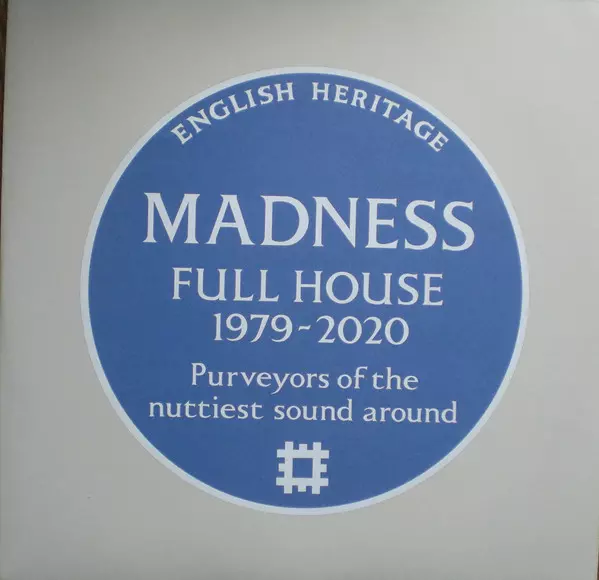 ENGLISH HERITAGE
MADNESS
FULL HOUSE
1979-2020
Purveyors of the
nuttiest sound around